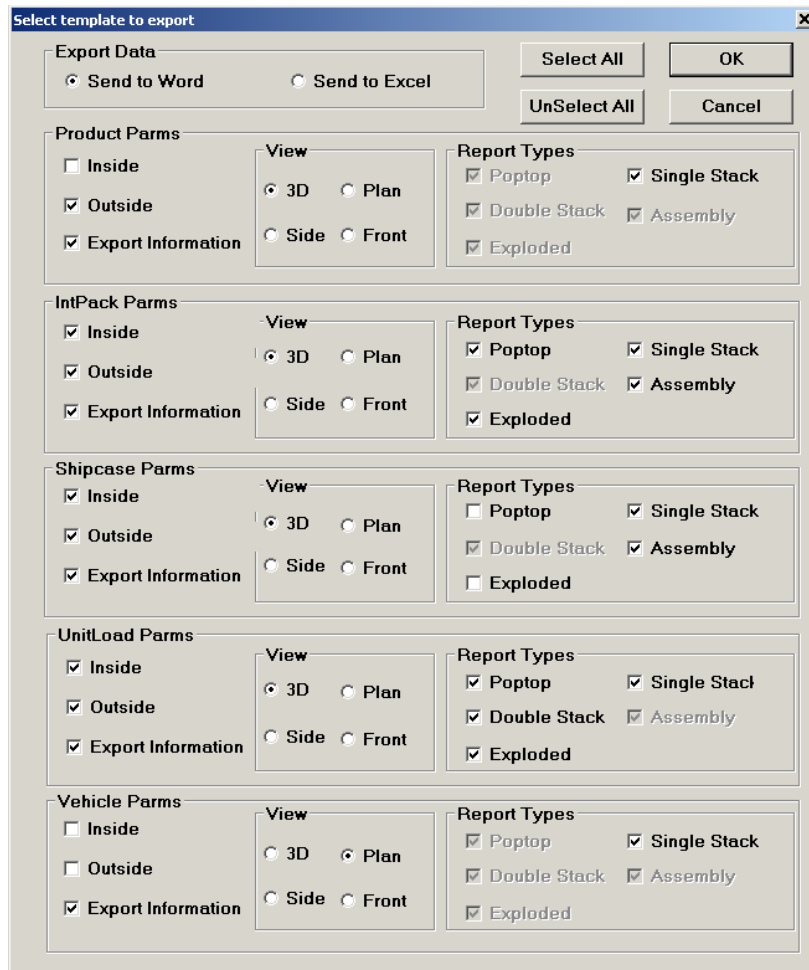 Select template to export
Export Data
Send to Word Send to Excel
Select All OK
UnSelect All Cancel
Product Parms
Inside
Outside
Export Information
View
3D Plan
Side Front
Report Types
Poptop Single Stack
Double Stack Assembly
Exploded
IntPack Parms
Inside
Outside
Export Information
View
3D Plan
Side Front
Report Types
Poptop Single Stack
Double Stack Assembly
Exploded
Shipcase Parms
Inside
Outside
Export Information
View
3D Plan
Side Front
Report Types
Poptop Single Stack
Double Stack Assembly
Exploded
UnitLoad Parms
Inside
Outside
Export Information
View
3D Plan
Side Front
Report Types
Poptop Single Stack
Double Stack Assembly
Exploded
Vehicle Parms
Inside
Outside
Export Information
View
3D Plan
Side Front
Report Types
Poptop Single Stack
Double Stack Assembly
Exploded